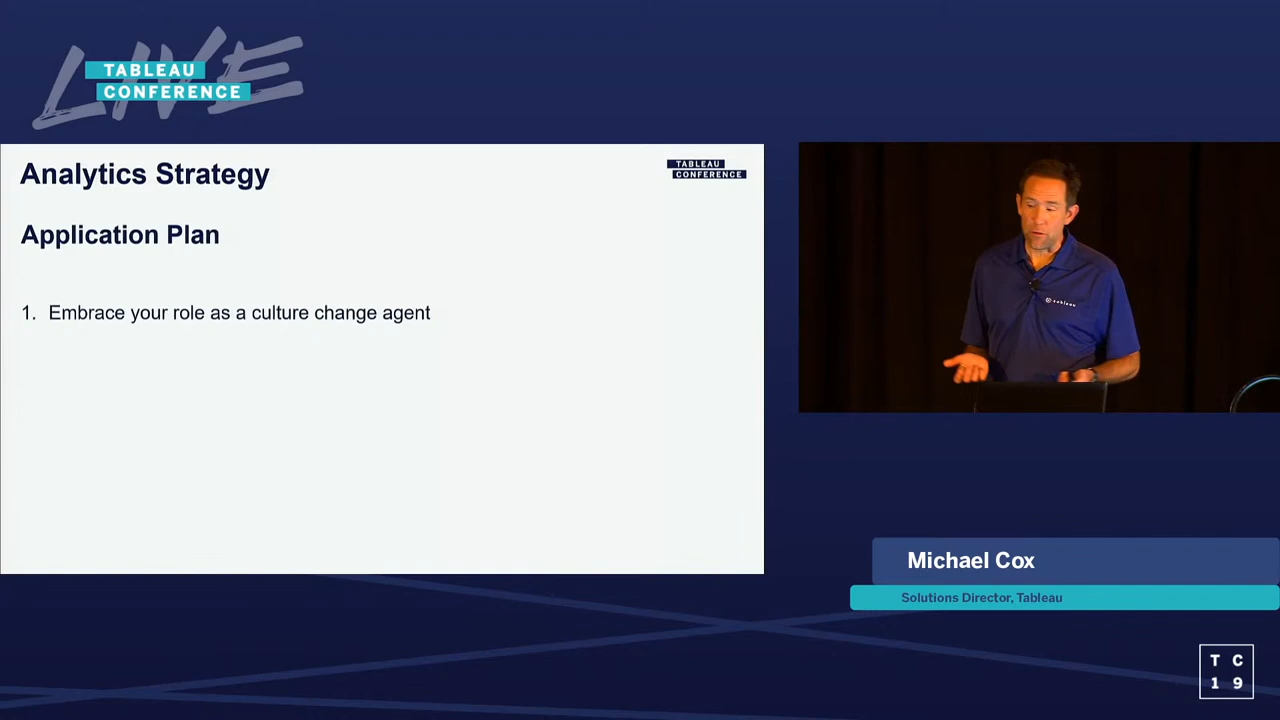 LIVE
TABLEAU
CONFERENCE
Analytics Strategy
TABLEAU
CONFERENCE
Application Plan
1. Embrace your role as a culture change agent
tableau
Michael Cox
Solutions Director, Tableau
T C
1 9